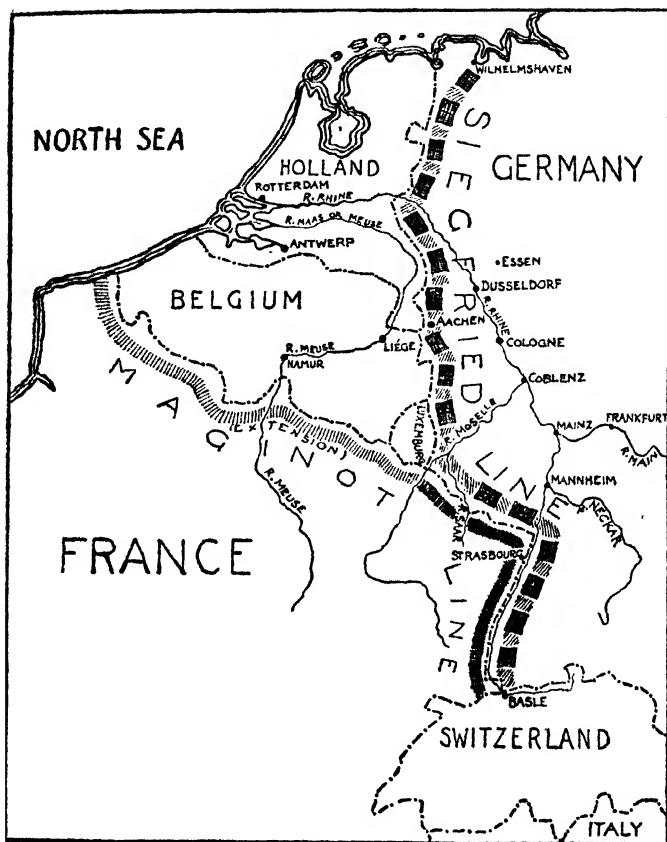 WILHELMSHAVEN
NORTH SEA
HOLLAND
GERMANY
SIEGFRIED LINE
ROTTERDAM
R. RHINE
R. MAAS OR MEUSE
ANTWERP
ESSEN
DUSSELDORF
BELGIUM
R. RHINE
AACHEN
COLOGNE
R. MEUSE
LIÉGE
NAMUR
COBLENZ
MAGINOT LINE
(EXTENSION)
LUXEMBURG
R. MOSELLE
MAINZ
FRANKFURT
R. MAIN
MANNHEIM
R. MEUSE
R. SAAR
R. NECKAR
FRANCE
STRASBOURG
BASLE
SWITZERLAND
ITALY